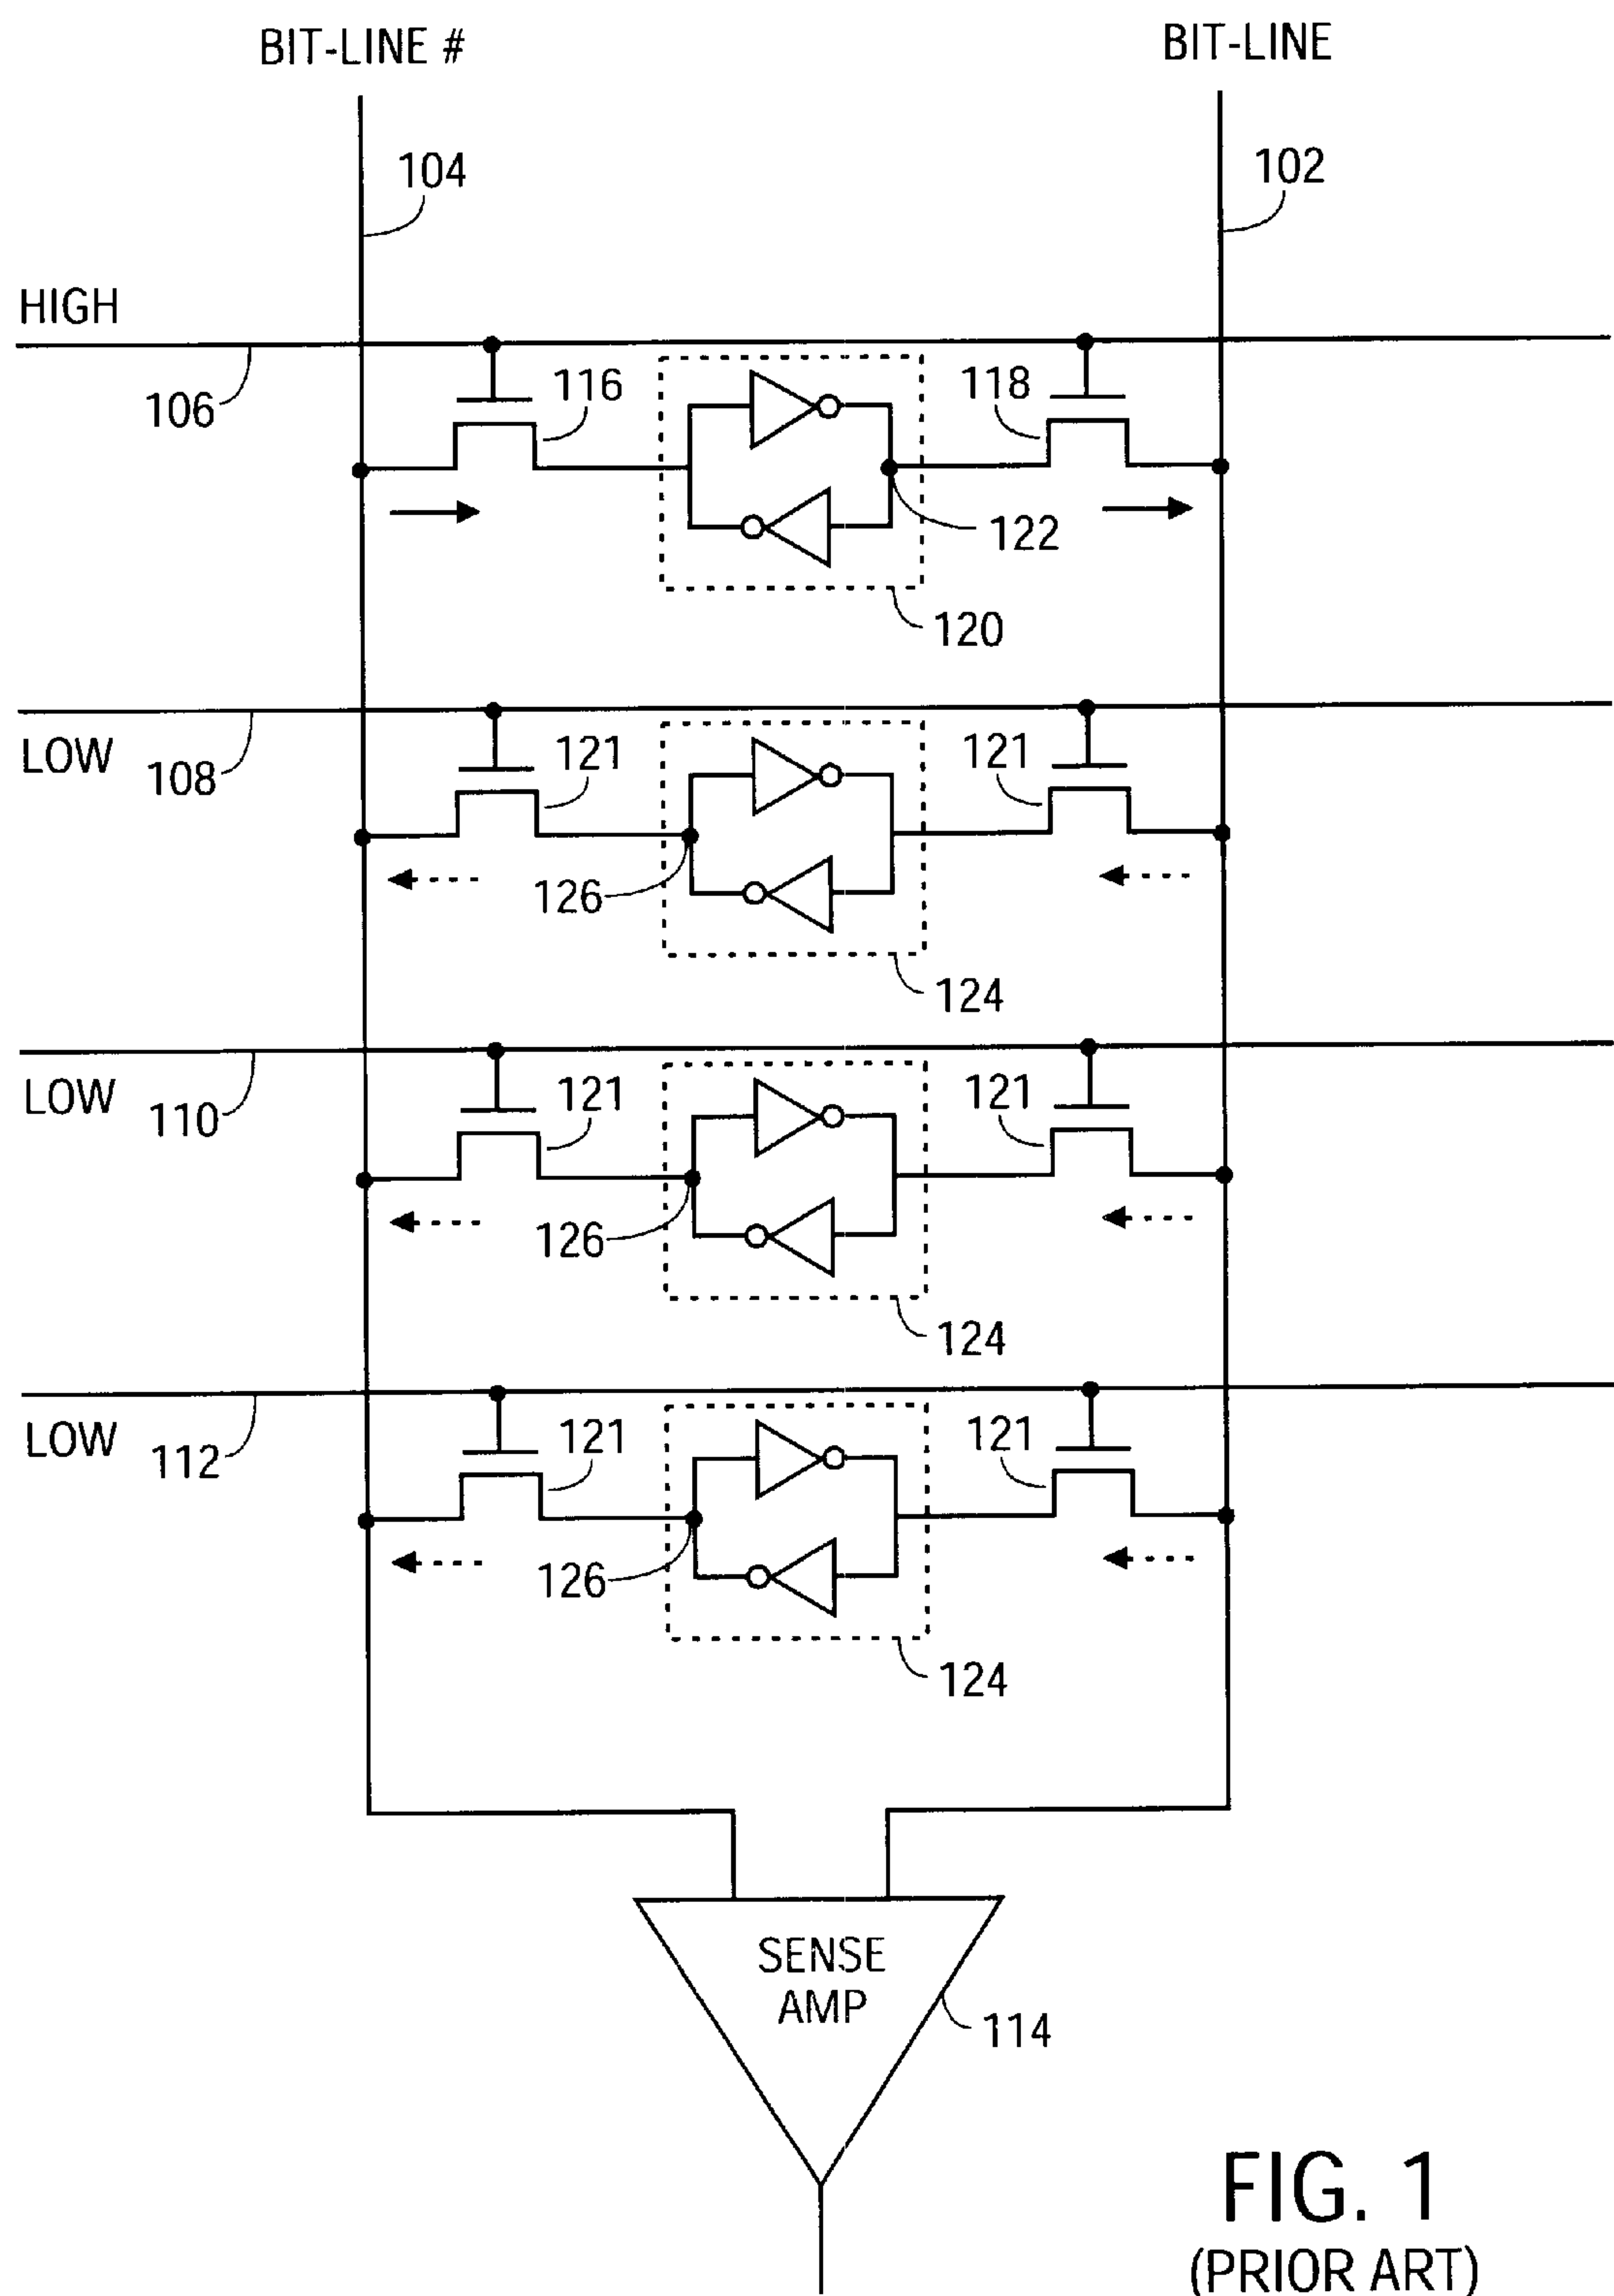 BIT-LINE #
BIT-LINE
104
102
HIGH
106
116
118
122
120
LOW
108
121
121
126
124
LOW
110
121
121
126
124
LOW
112
121
121
126
124
SENSE
AMP
114
FIG. 1
(PRIOR ART)